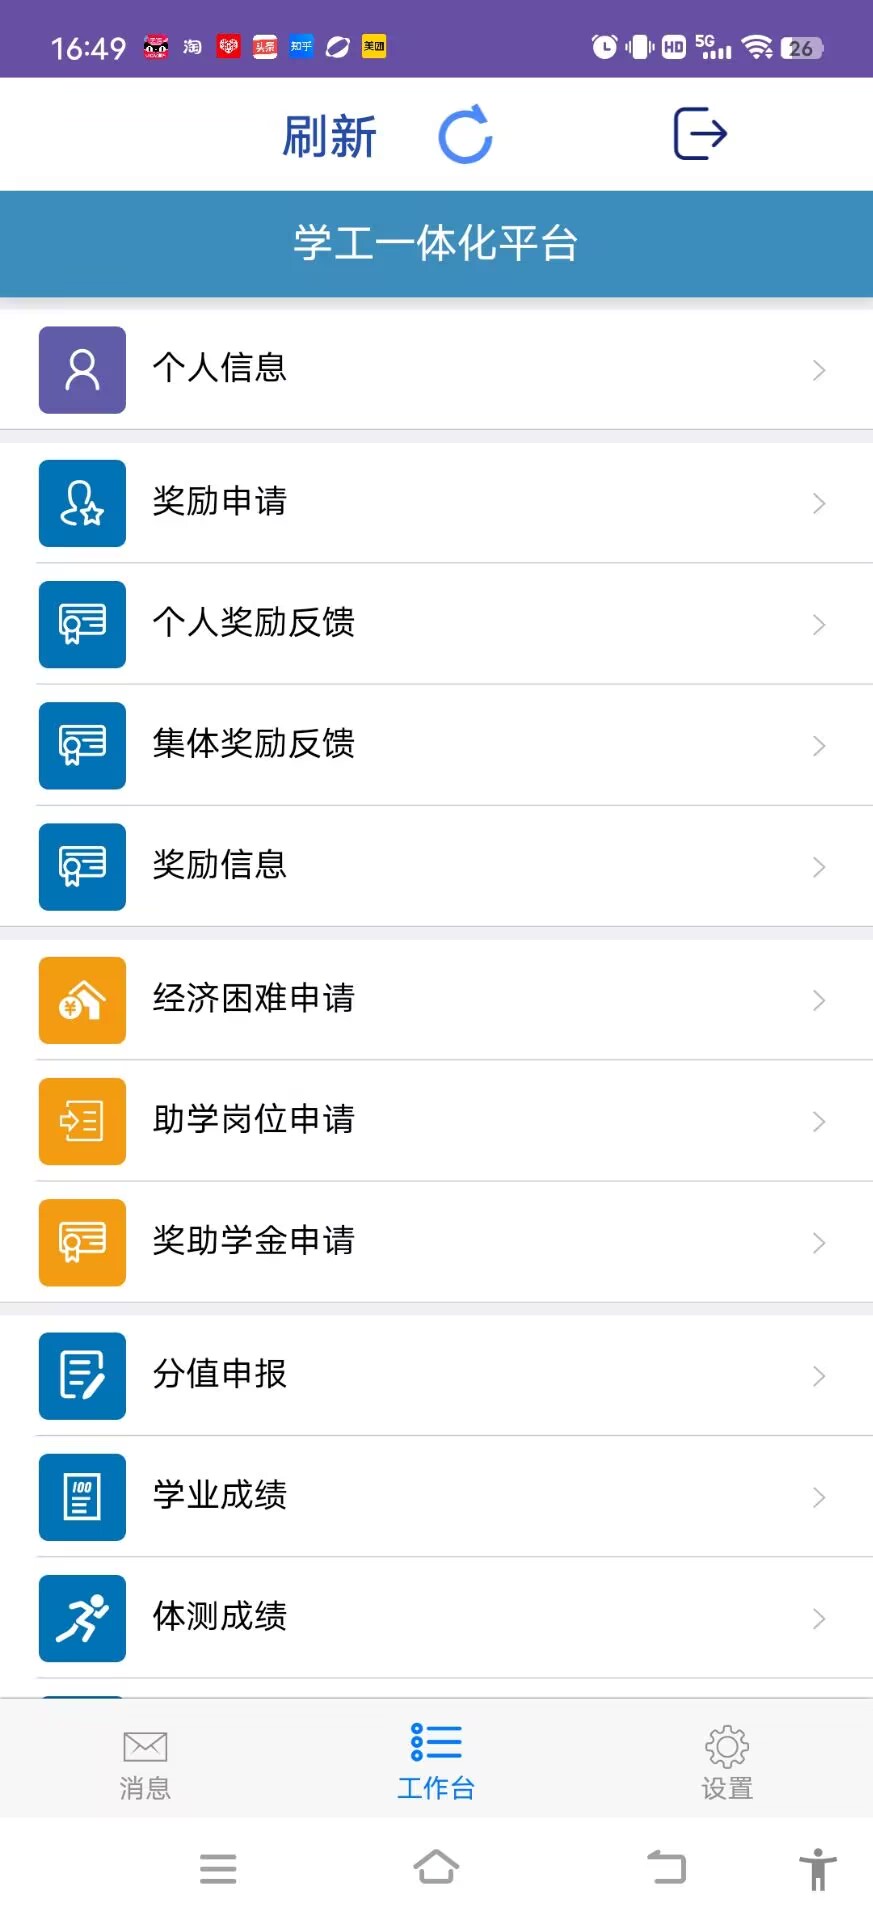 16:49 淘 头条 知乎 美团 HD 5G 26
刷新
学工一体化平台
个人信息
奖励申请
个人奖励反馈
集体奖励反馈
奖励信息
¥ 经济困难申请
助学岗位申请
奖助学金申请
分值申报
100 学业成绩
体测成绩
消息 工作台 设置